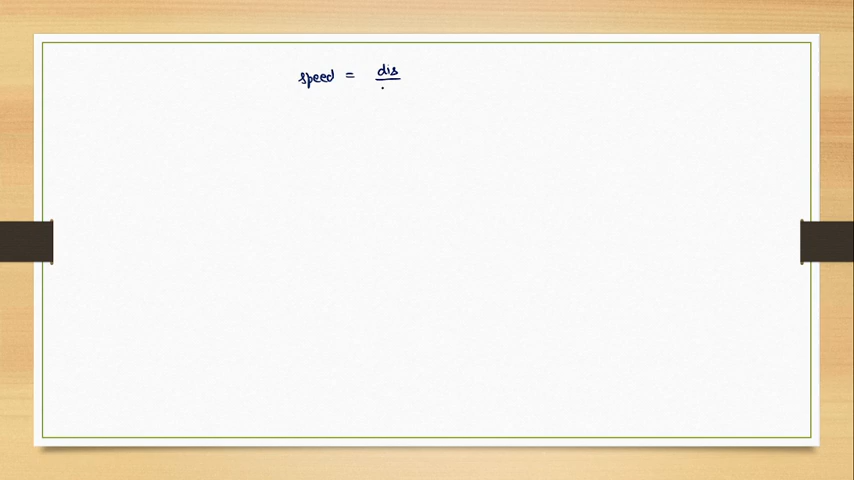 speed = dis/